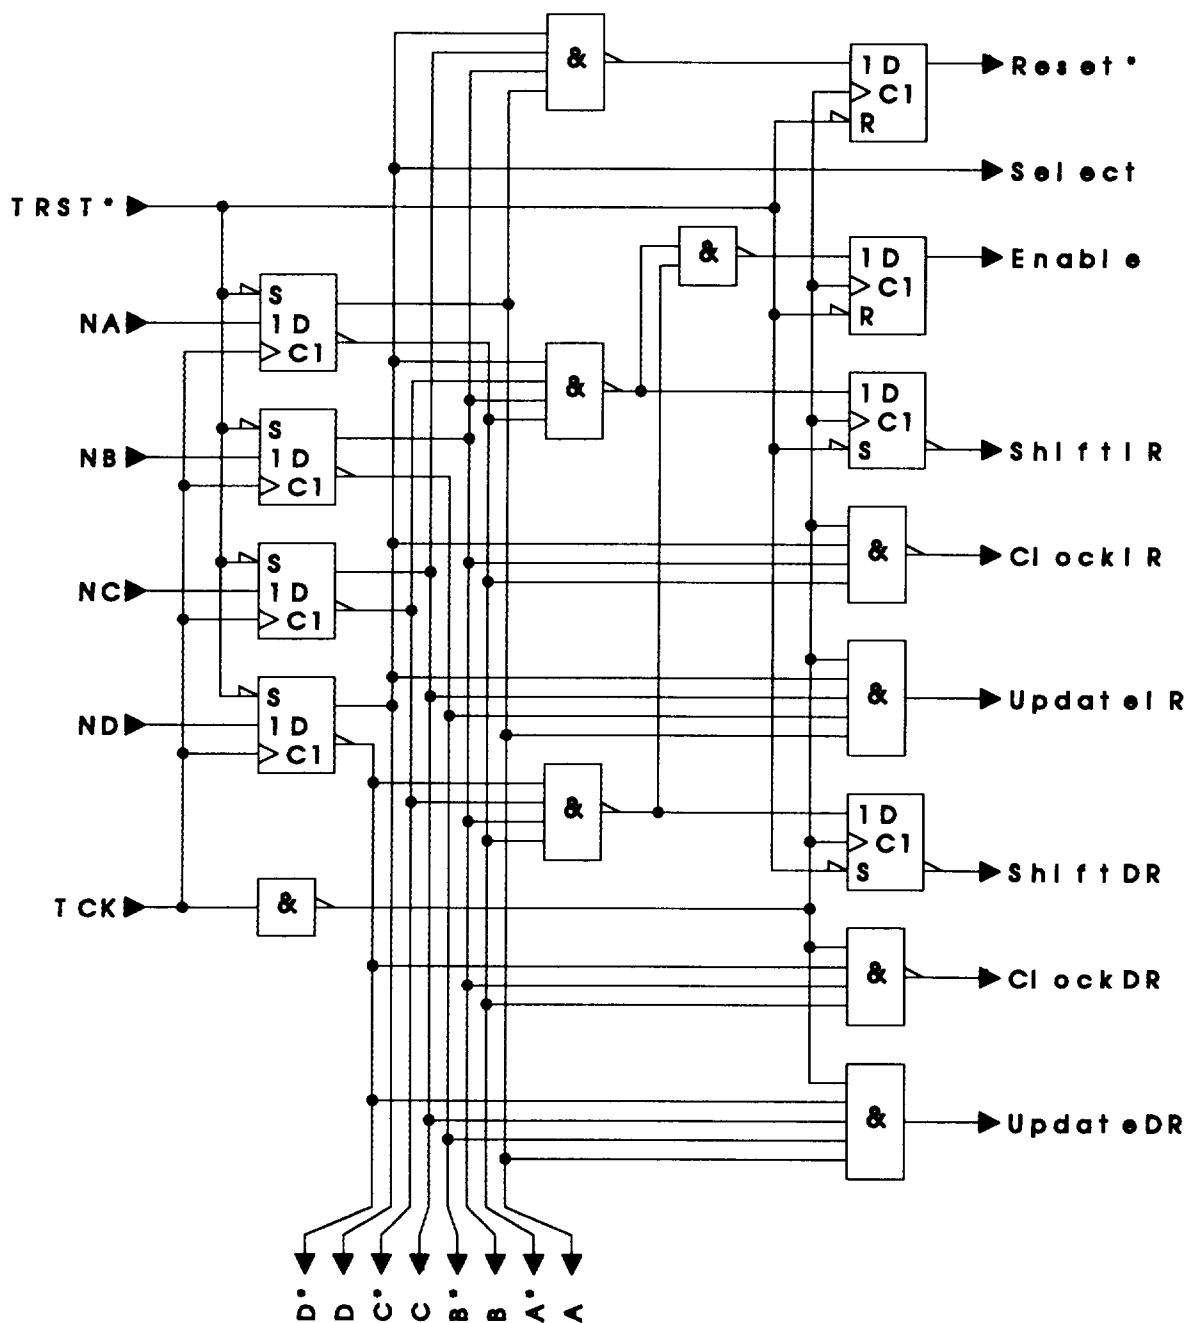 &
1D
C1
R
Reset*
Select
TRST*
&
1D
C1
R
Enable
S
1D
C1
NA
&
1D
C1
S
ShiftIR
S
1D
C1
NB
&
ClockIR
S
1D
C1
NC
&
UpdateIR
S
1D
C1
ND
&
1D
C1
S
ShiftDR
TCK
&
&
ClockDR
&
UpdateDR
D*
D
C*
C
B*
B
A*
A